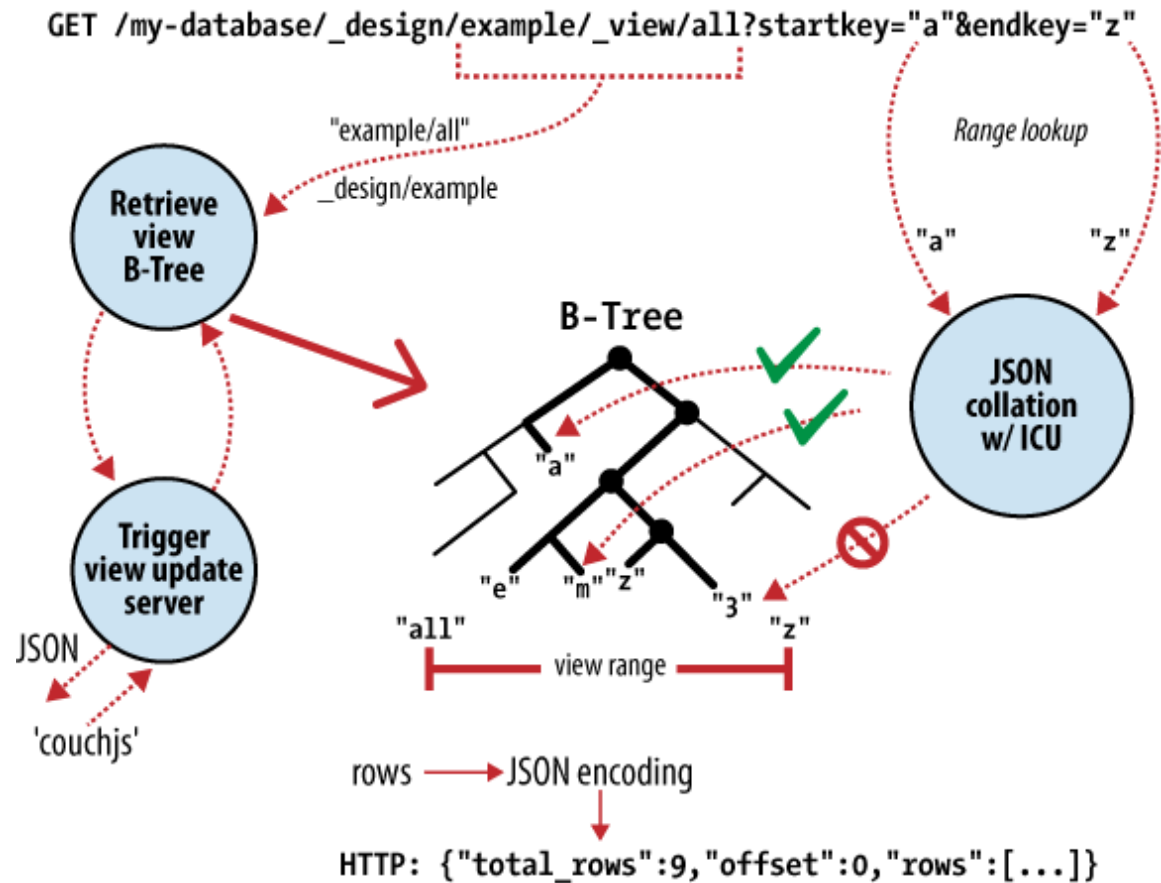 GET /my-database/_design/example/_view/all?startkey="a"&endkey="z"
"example/all"
_design/example
Range lookup
"a"
"z"
Retrieve
view
B-Tree
B-Tree
JSON
collation
w/ ICU
"a"
Trigger
view update
server
"e"
"m"
"z"
"3"
"all"
"z"
view range
JSON
'couchjs'
rows
JSON encoding
HTTP: {"total_rows":9,"offset":0,"rows":[...]}